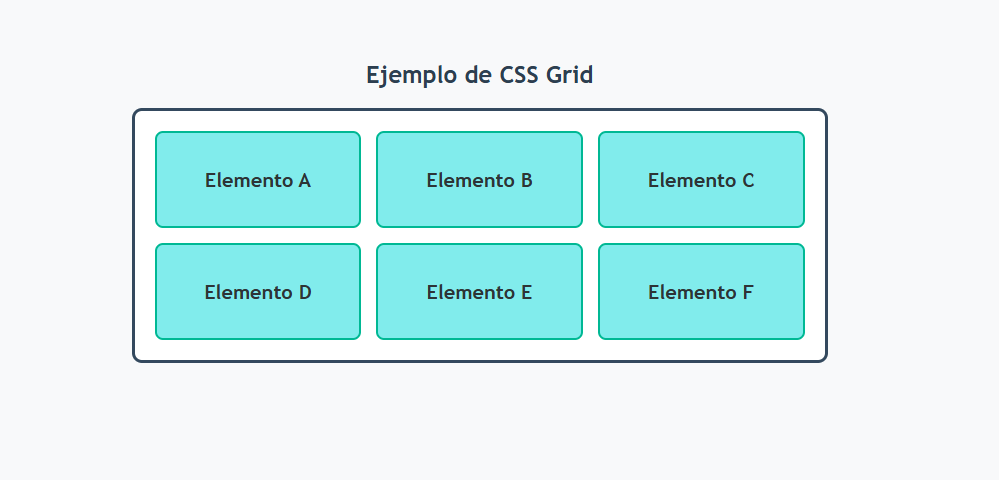 Ejemplo de CSS Grid
Elemento A
Elemento B
Elemento C
Elemento D
Elemento E
Elemento F